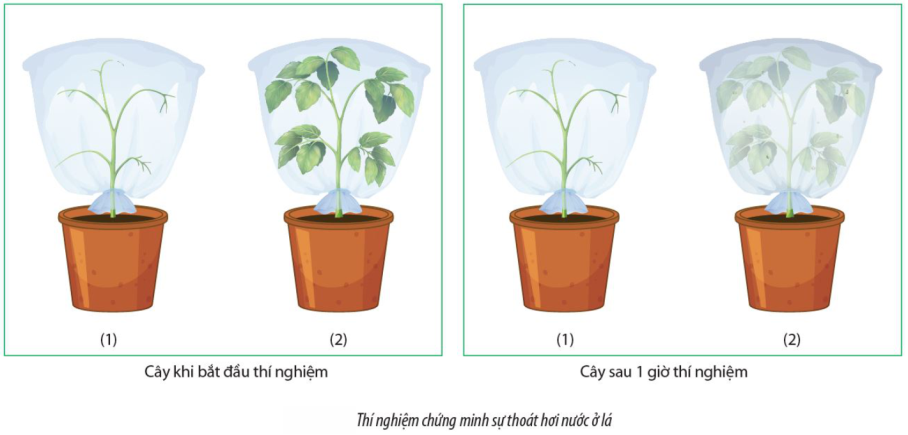 (1) (2) (1) (2)
Cây khi bắt đầu thí nghiệm Cây sau 1 giờ thí nghiệm
Thí nghiệm chứng minh sự thoát hơi nước ở lá